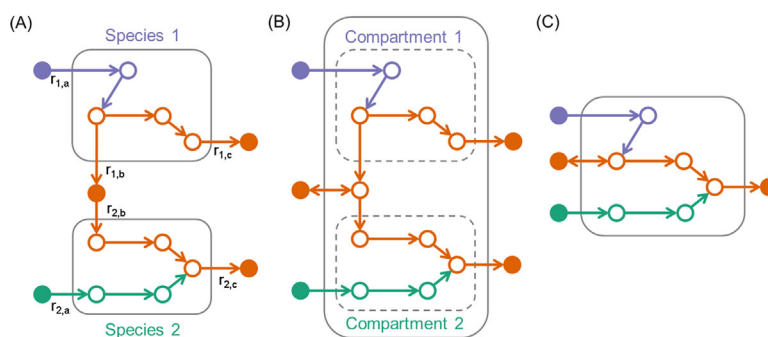 (A)
Species 1
r1,a
r1,b
r1,c
r2,b
r2,a
r2,c
Species 2
(B)
Compartment 1
Compartment 2
(C)